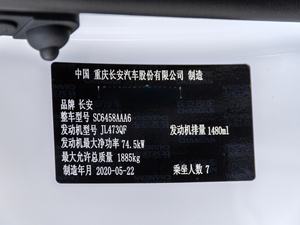 中国 重庆长安汽车股份有限公司 制造
品牌 长安
整车型号 SC6458AAA6
发动机型号 JL473QF 发动机排量 1480ml
发动机最大净功率 74.5kW
最大允许总质量 1885kg
制造年月 2020-05-22 乘坐人数 7